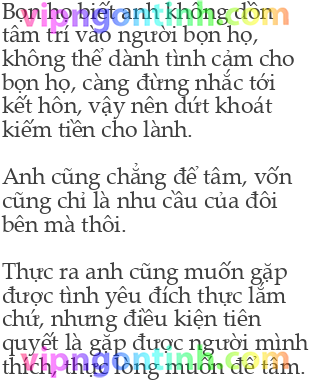 Bọn họ biết anh không dồn
tâm trí vào người bọn họ,
không thể dành tình cảm cho
bọn họ, càng đừng nhắc tới
kết hôn, vậy nên dứt khoát
kiếm tiền cho lành.
Anh cũng chẳng để tâm, vốn
cũng chỉ là nhu cầu của đôi
bên mà thôi.
Thực ra anh cũng muốn gặp
được tình yêu đích thực lắm
chứ, nhưng điều kiện tiên
quyết là gặp được người mình
thích, thực lòng muốn để tâm.
vipngontinh.com
vipngontinh.com